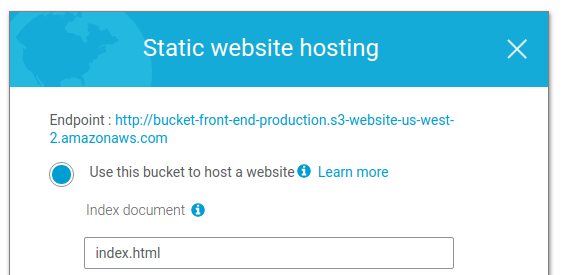 Static website hosting
Endpoint : http://bucket-front-end-production.s3-website-us-west-
2.amazonaws.com
Use this bucket to host a website Learn more
Index document
index.html